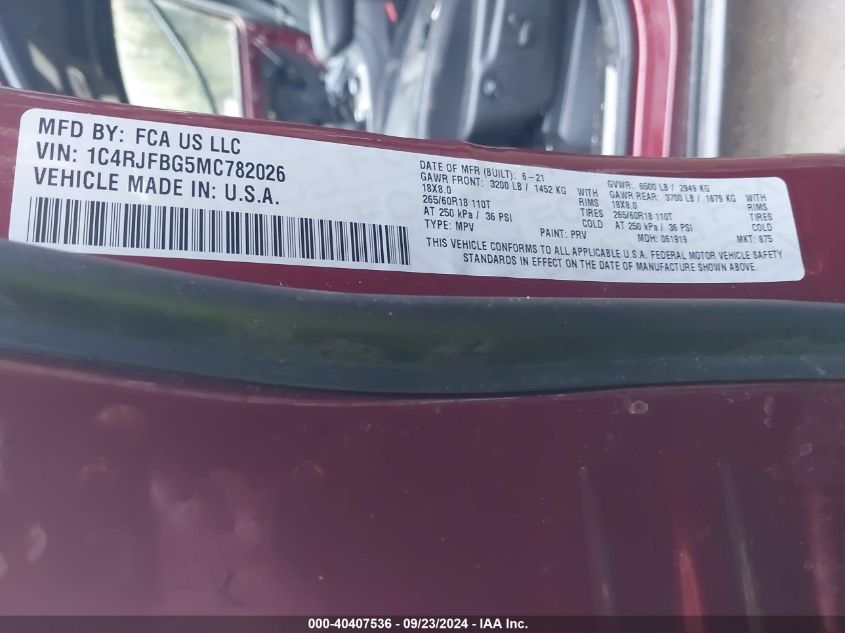 MFD BY: FCA US LLC
VIN: 1C4RJFBG5MC782026
VEHICLE MADE IN: U.S.A.
DATE OF MFR (BUILT): 6-21
GAWR FRONT: 3200 LB / 1452 KG WITH
18X8.0 RIMS
265/60R18 110T TIRES
AT 250 kPa / 36 PSI COLD
TYPE: MPV PAINT: PRV
GVWR: 6500 LB / 2949 KG
GAWR REAR: 3700 LB / 1679 KG WITH
18X8.0 RIMS
265/60R18 110T TIRES
AT 250 kPa / 36 PSI COLD
MDH: 061919 MKT: 875
THIS VEHICLE CONFORMS TO ALL APPLICABLE U.S.A. FEDERAL MOTOR VEHICLE SAFETY
STANDARDS IN EFFECT ON THE DATE OF MANUFACTURE SHOWN ABOVE.
000-40407536 - 09/23/2024 - IAA Inc.